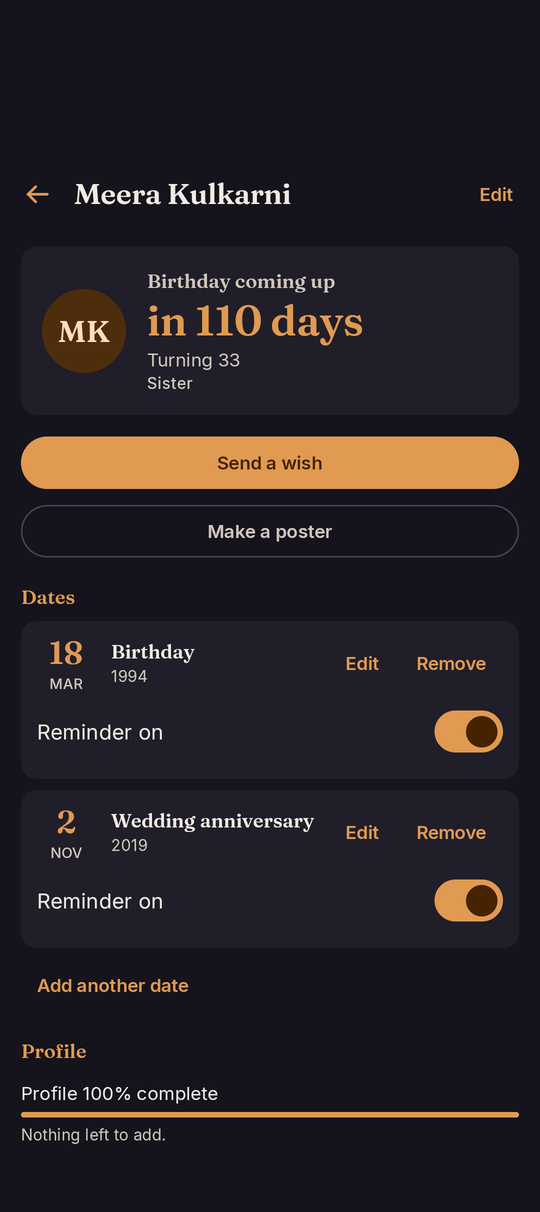 Meera Kulkarni
Edit
MK
Birthday coming up
in 110 days
Turning 33
Sister
Send a wish
Make a poster
Dates
18
MAR
Birthday
1994
Edit
Remove
Reminder on
2
NOV
Wedding anniversary
2019
Edit
Remove
Reminder on
Add another date
Profile
Profile 100% complete
Nothing left to add.